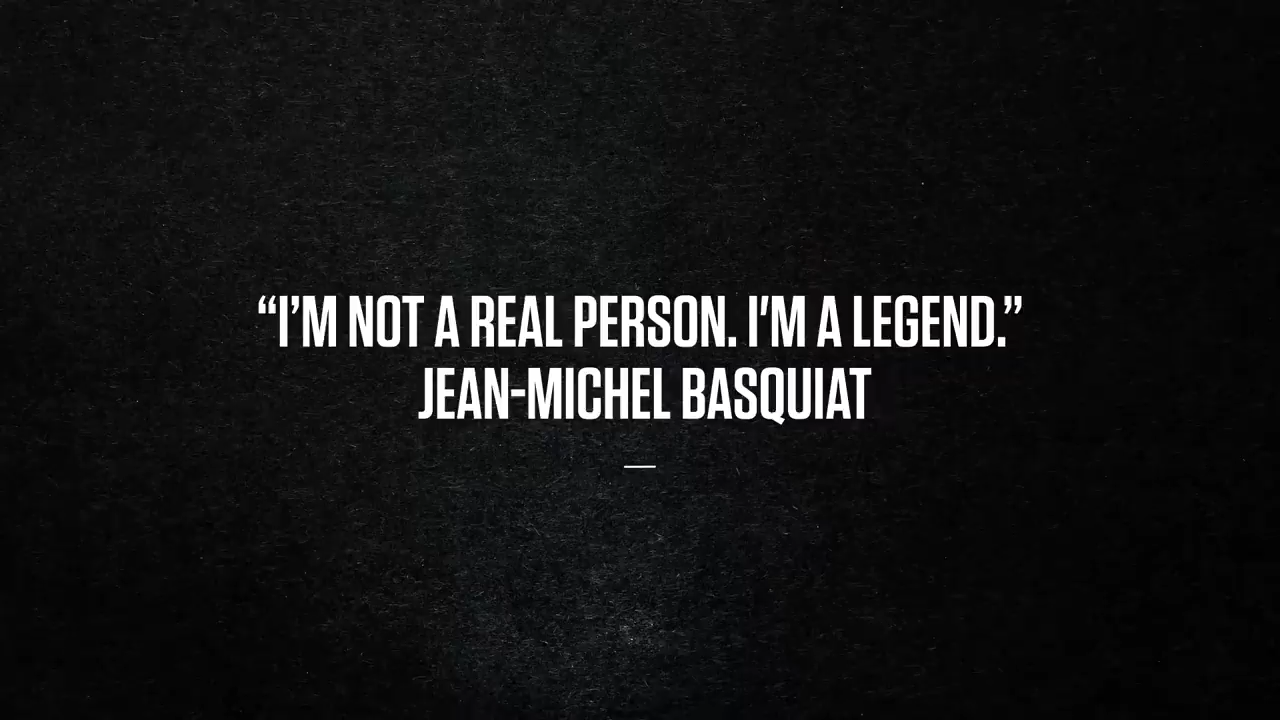 “I’M NOT A REAL PERSON. I'M A LEGEND.”
JEAN-MICHEL BASQUIAT